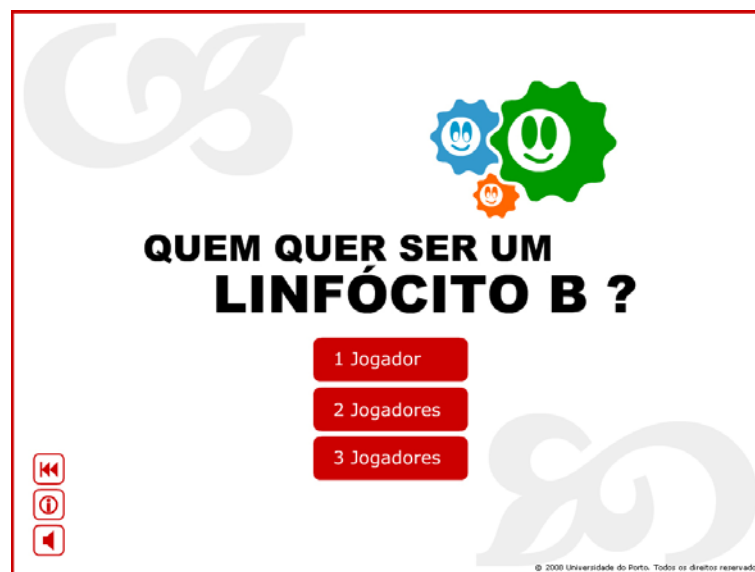 QUEM QUER SER UM
LINFÓCITO B ?
1 Jogador
2 Jogadores
3 Jogadores
© 2008 Universidade do Porto. Todos os direitos reservado